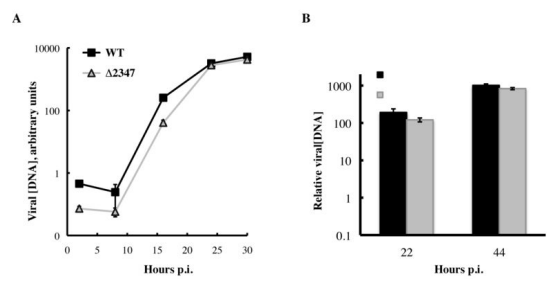 A
Viral [DNA], arbitrary units
10000
100
1
0
WT
Δ2347
0 5 10 15 20 25 30
Hours p.i.
B
Relative viral[DNA]
1000
100
10
1
0.1
22 44
Hours p.i.